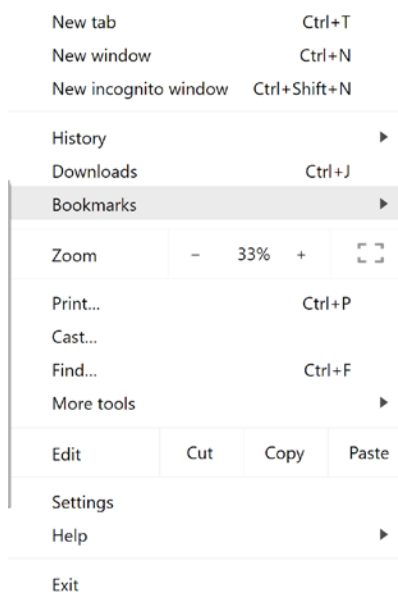 New tab Ctrl+T
New window Ctrl+N
New incognito window Ctrl+Shift+N
History
Downloads Ctrl+J
Bookmarks
Zoom − 33% +
Print... Ctrl+P
Cast...
Find... Ctrl+F
More tools
Edit Cut Copy Paste
Settings
Help
Exit